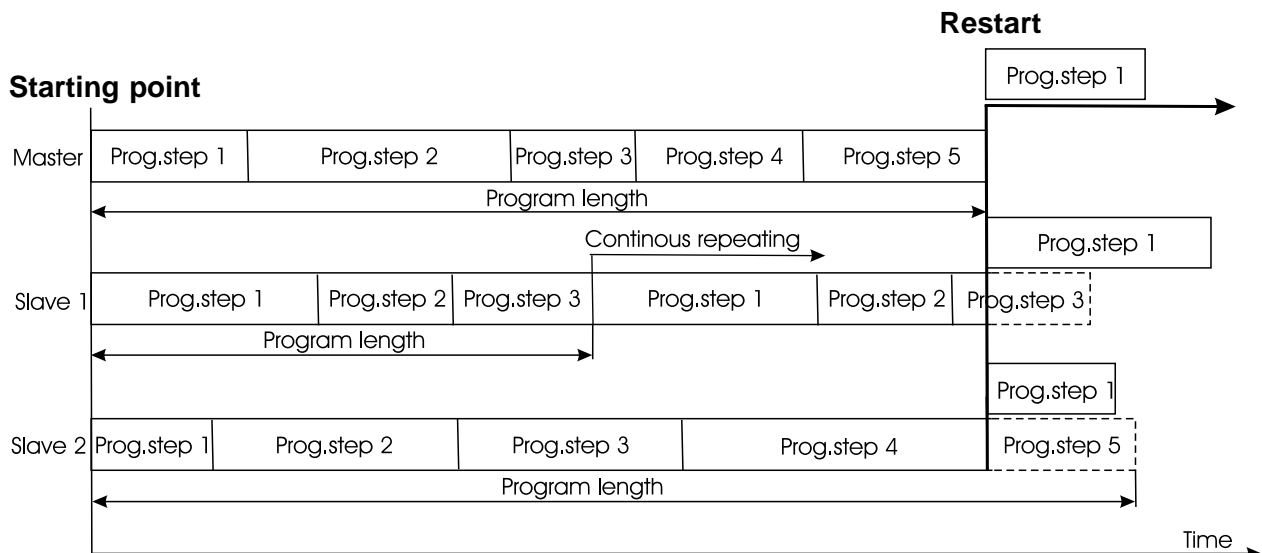 Restart
Prog.step 1
Starting point
Master Prog.step 1 Prog.step 2 Prog.step 3 Prog.step 4 Prog.step 5
Program length
Continous repeating
Prog.step 1
Slave 1 Prog.step 1 Prog.step 2 Prog.step 3 Prog.step 1 Prog.step 2 Prog.step 3
Program length
Prog.step 1
Slave 2 Prog.step 1 Prog.step 2 Prog.step 3 Prog.step 4 Prog.step 5
Program length
Time